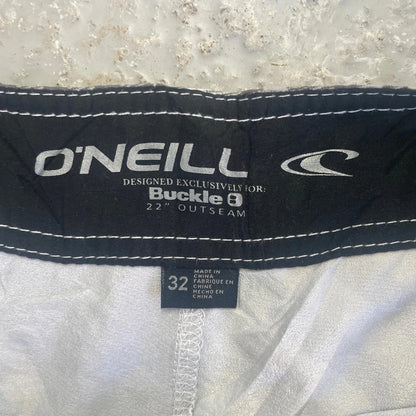 O'NEILL
DESIGNED EXCLUSIVELY FOR:
Buckle B
22" OUTSEAM
32
MADE IN
CHINA
FABRIQUE EN
CHINE
HECHO EN
CHINA